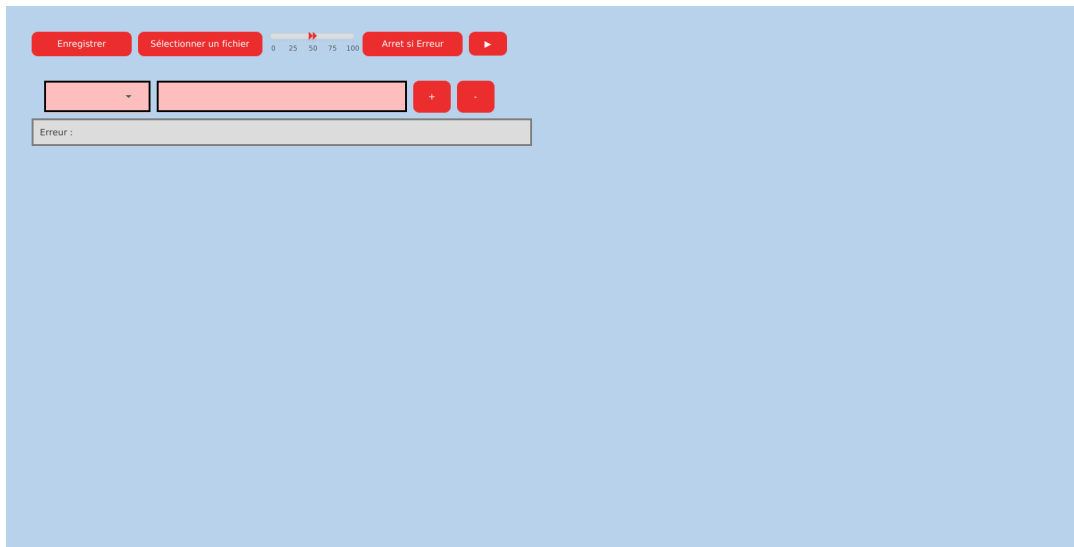 Enregistrer Sélectionner un fichier 0 25 50 75 100 Arret si Erreur ▶
+ -
Erreur :